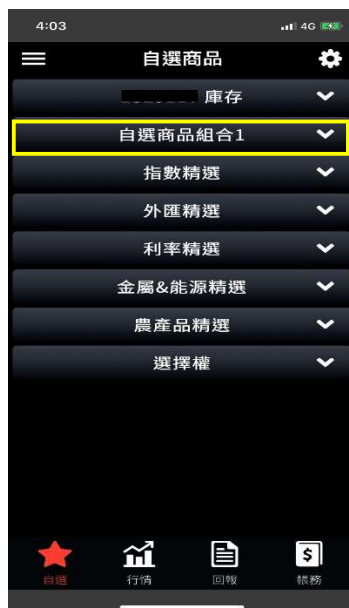 4:03
4G
自選商品
庫存
自選商品組合1
指數精選
外匯精選
利率精選
金屬&能源精選
農產品精選
選擇權
自選 行情 回報 帳務